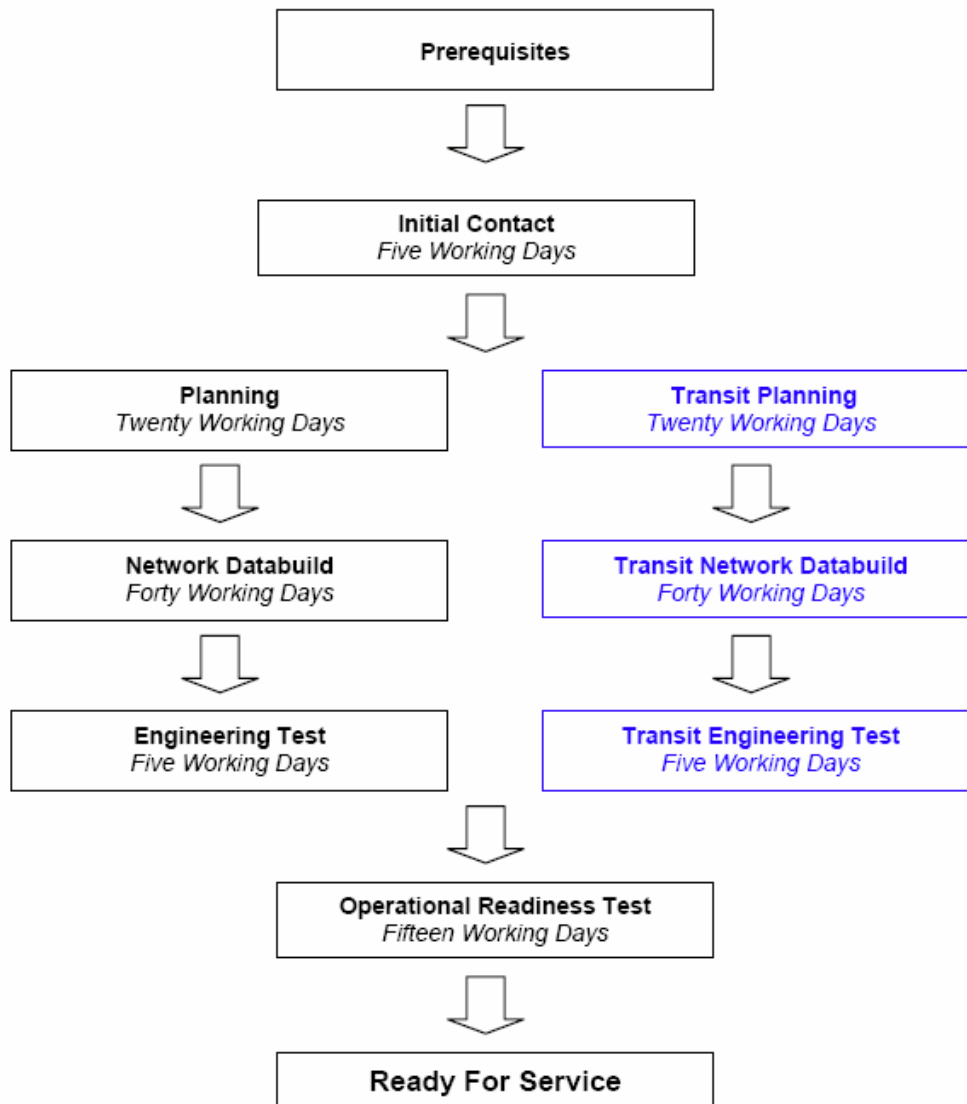 Prerequisites
Initial Contact
Five Working Days
Planning
Twenty Working Days
Transit Planning
Twenty Working Days
Network Databuild
Forty Working Days
Transit Network Databuild
Forty Working Days
Engineering Test
Five Working Days
Transit Engineering Test
Five Working Days
Operational Readiness Test
Fifteen Working Days
Ready For Service